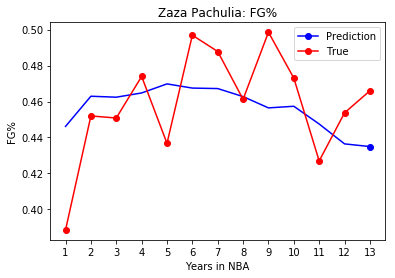 Zaza Pachulia: FG%
Prediction
True
FG%
0.50
0.48
0.46
0.44
0.42
0.40
1 2 3 4 5 6 7 8 9 10 11 12 13
Years in NBA